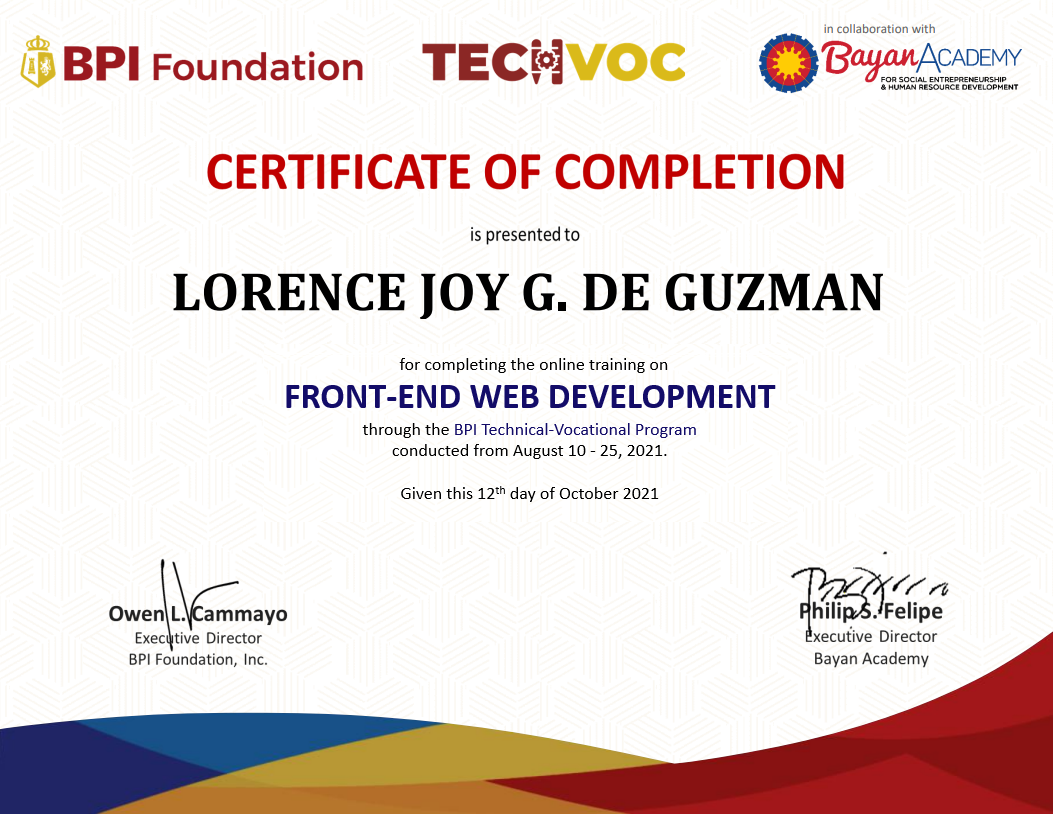 BPI Foundation
TECHVOC
in collaboration with
Bayan ACADEMY
FOR SOCIAL ENTREPRENEURSHIP
& HUMAN RESOURCE DEVELOPMENT
CERTIFICATE OF COMPLETION
is presented to
LORENCE JOY G. DE GUZMAN
for completing the online training on
FRONT-END WEB DEVELOPMENT
through the BPI Technical-Vocational Program
conducted from August 10 - 25, 2021.
Given this 12th day of October 2021
Owen L. Cammayo
Executive Director
BPI Foundation, Inc.
Philip S. Felipe
Executive Director
Bayan Academy